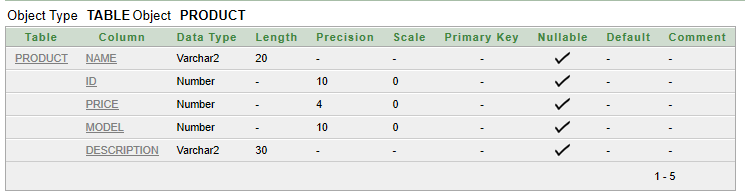 Object Type TABLE Object PRODUCT
Table Column Data Type Length Precision Scale Primary Key Nullable Default Comment
PRODUCT NAME Varchar2 20 - - - ✓ - -
ID Number - 10 0 - ✓ - -
PRICE Number - 4 0 - ✓ - -
MODEL Number - 10 0 - ✓ - -
DESCRIPTION Varchar2 30 - - - ✓ - -
1 - 5